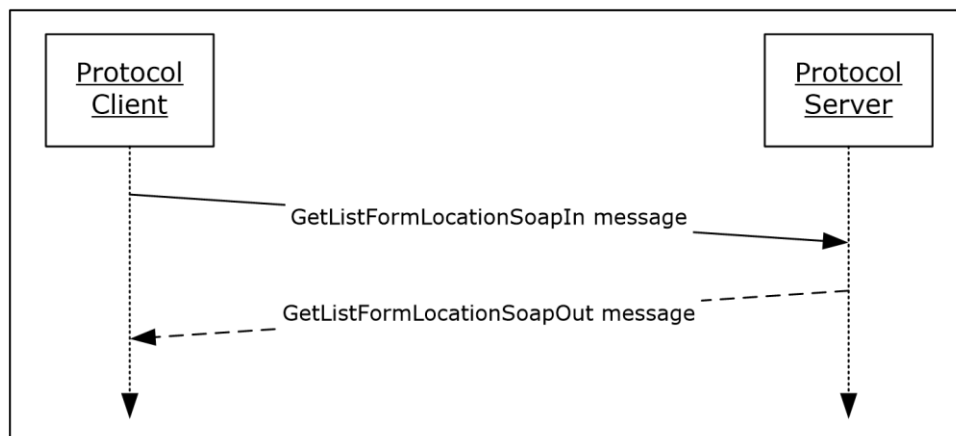 Protocol
Client
Protocol
Server
GetListFormLocationSoapIn message
GetListFormLocationSoapOut message